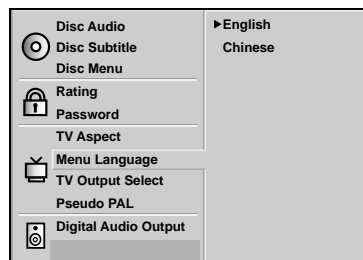 Disc Audio
Disc Subtitle
Disc Menu
Rating
Password
TV Aspect
Menu Language
TV Output Select
Pseudo PAL
Digital Audio Output
English
Chinese